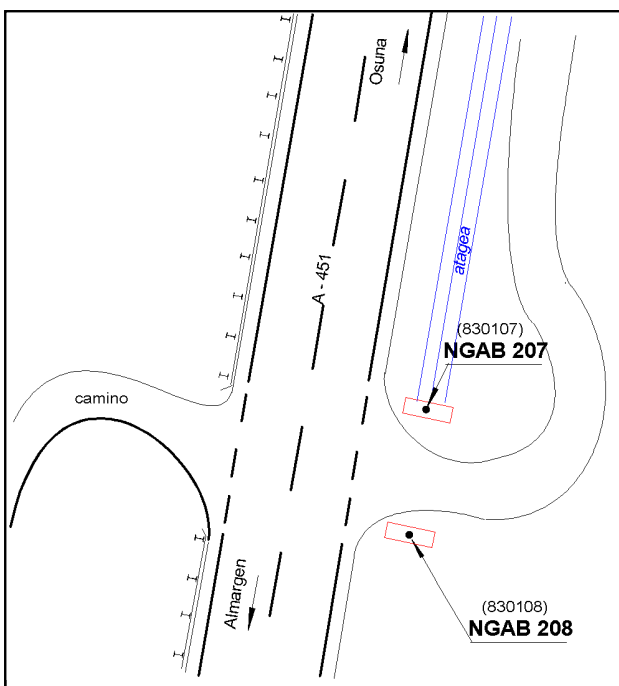 Osuna
atagea
A - 451
(830107)
NGAB 207
camino
Almargen
(830108)
NGAB 208